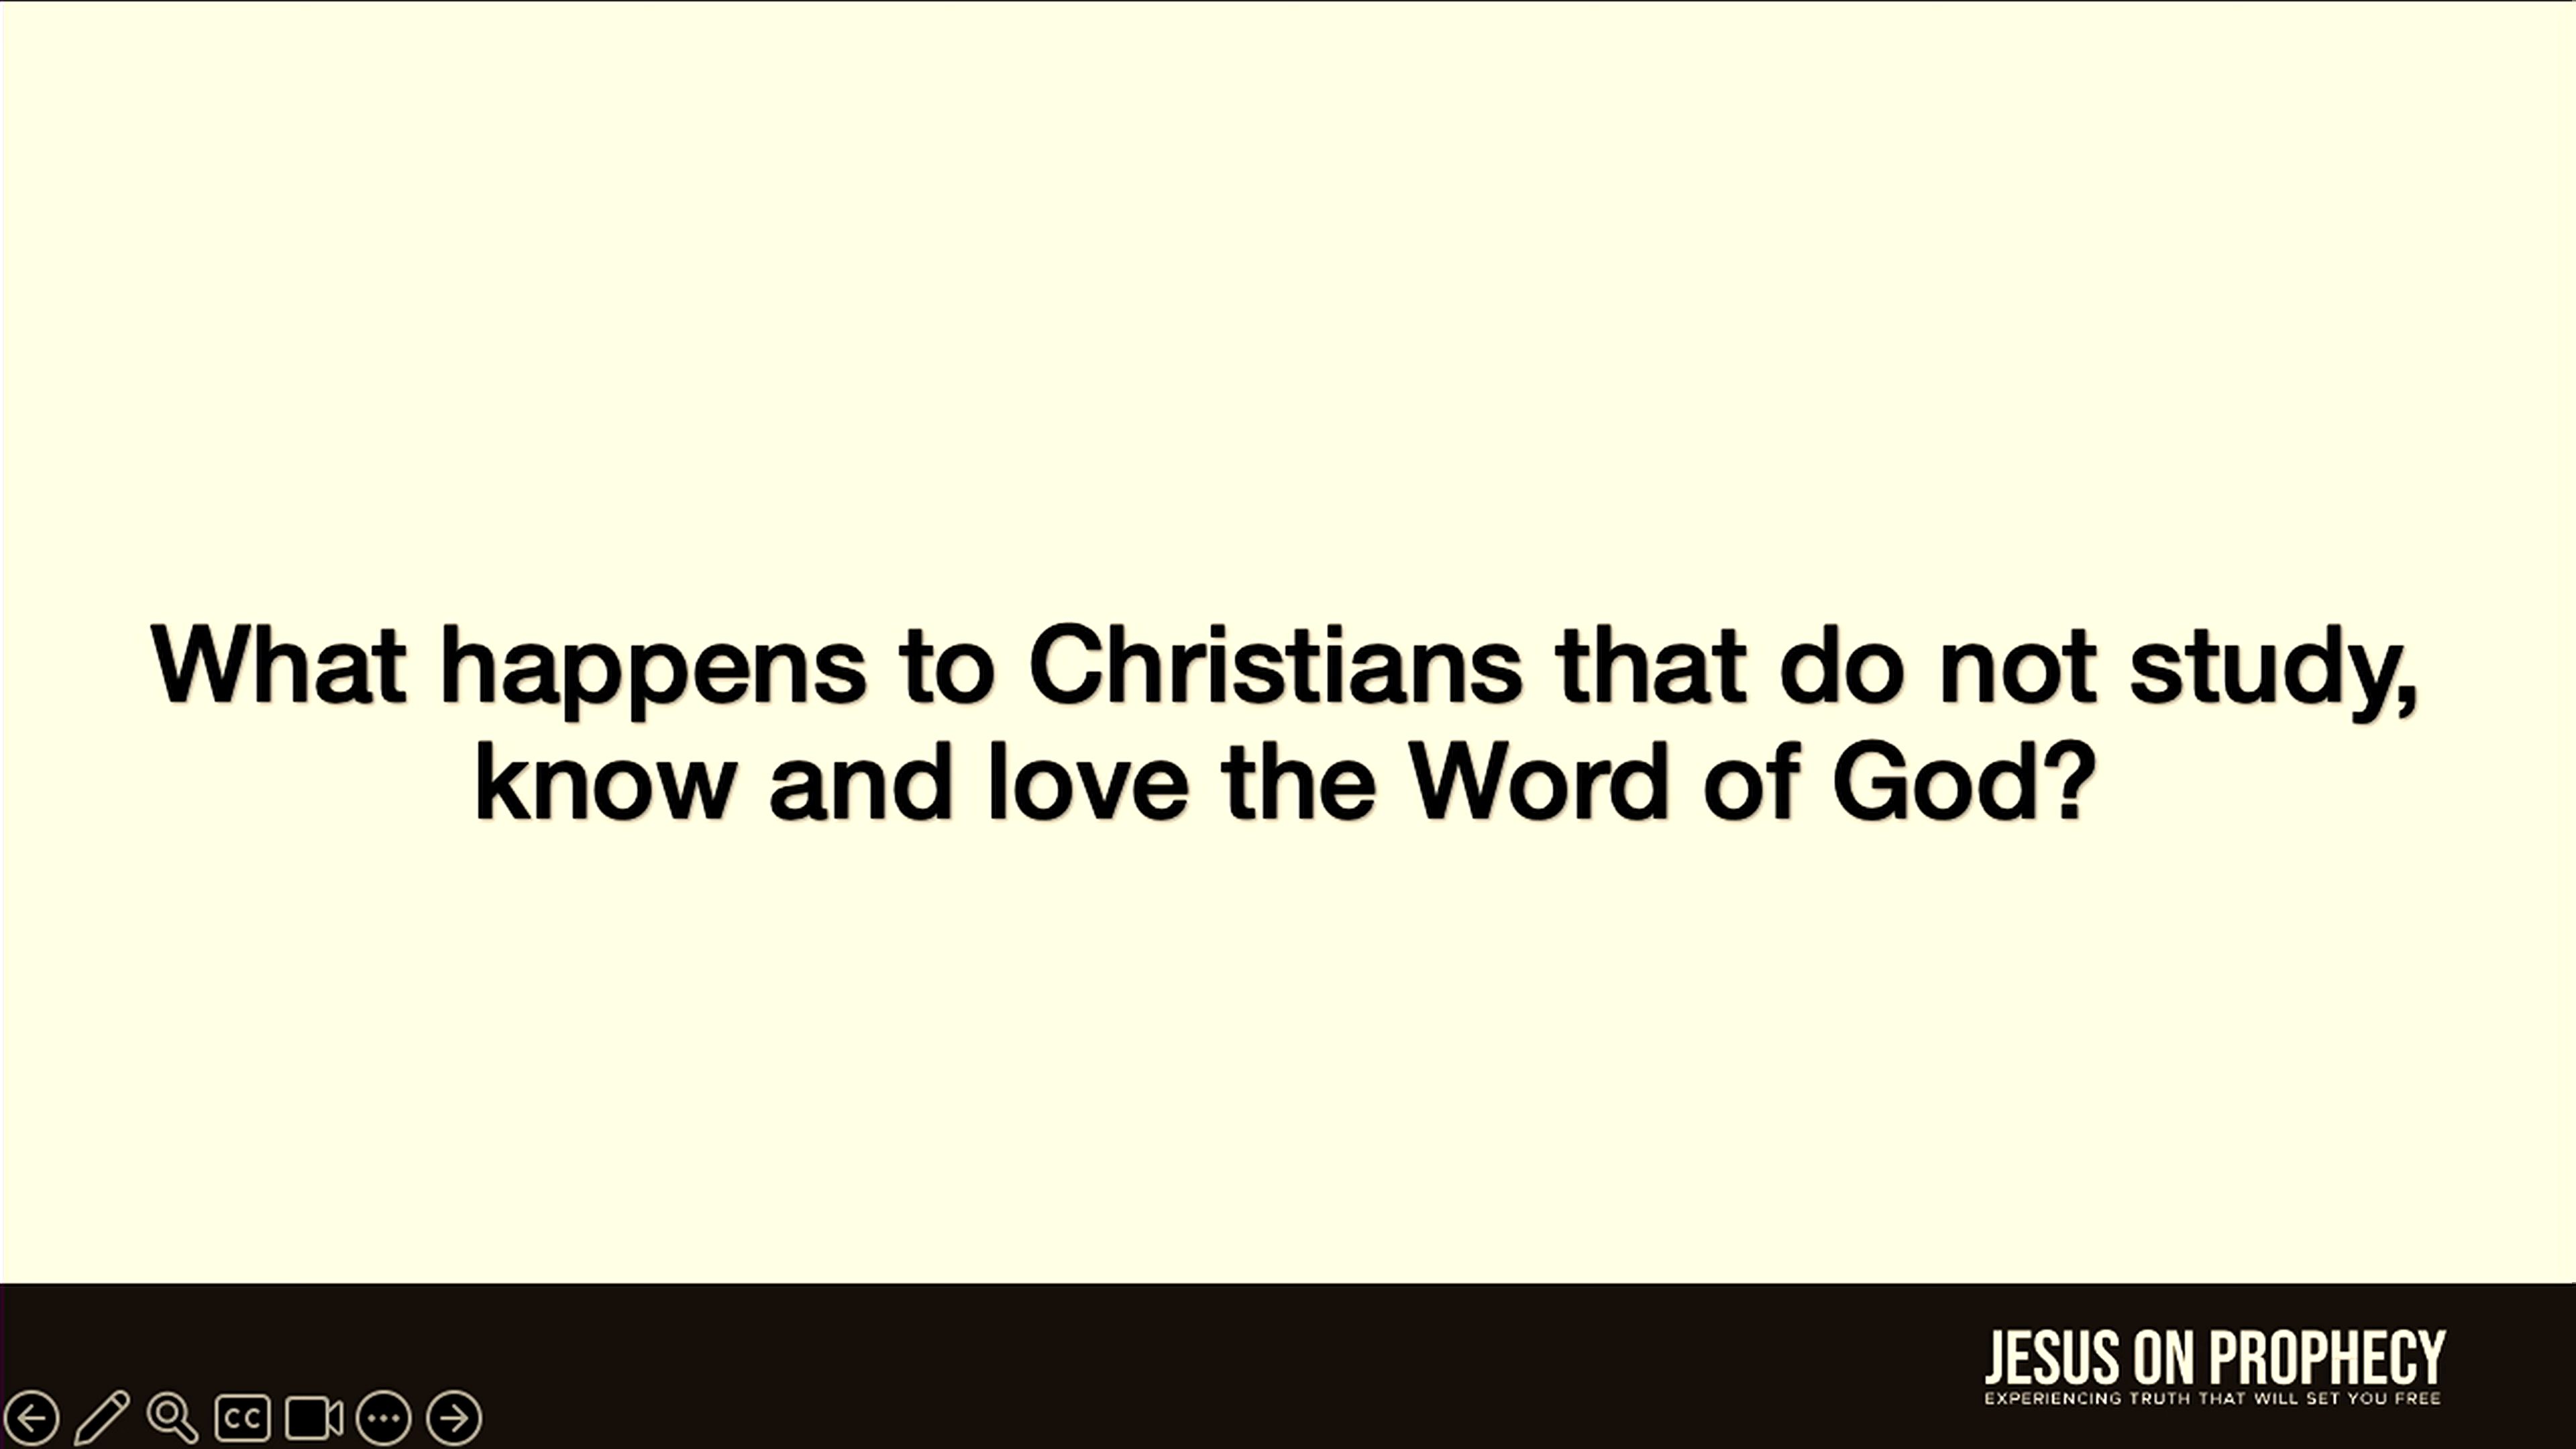 What happens to Christians that do not study,
know and love the Word of God?
JESUS ON PROPHECY
EXPERIENCING TRUTH THAT WILL SET YOU FREE
CC